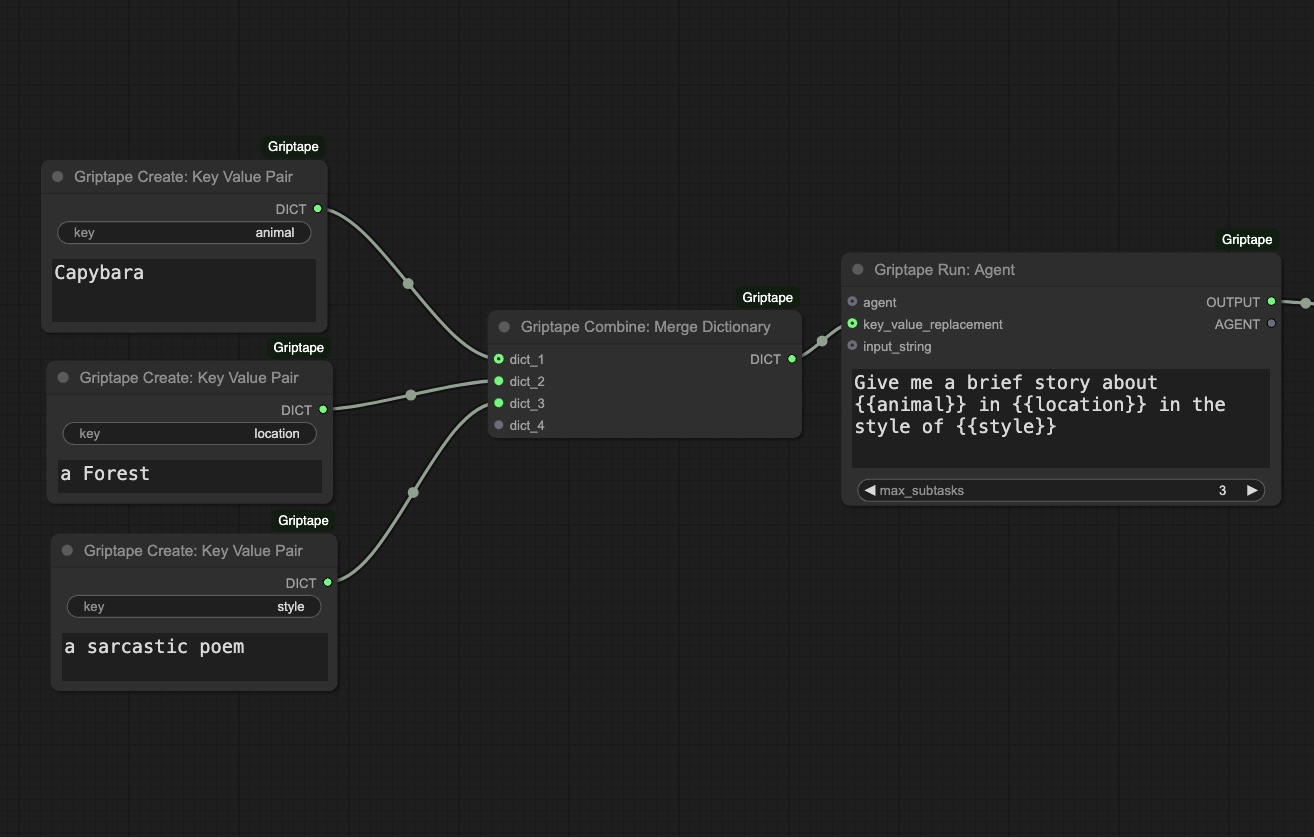 Griptape
Griptape Create: Key Value Pair
DICT
key animal
Capybara
Griptape
Griptape Create: Key Value Pair
DICT
key location
a Forest
Griptape
Griptape Create: Key Value Pair
DICT
key style
a sarcastic poem
Griptape
Griptape Combine: Merge Dictionary
dict_1 DICT
dict_2
dict_3
dict_4
Griptape
Griptape Run: Agent
agent OUTPUT
key_value_replacement AGENT
input_string
Give me a brief story about
{{animal}} in {{location}} in the
style of {{style}}
max_subtasks 3